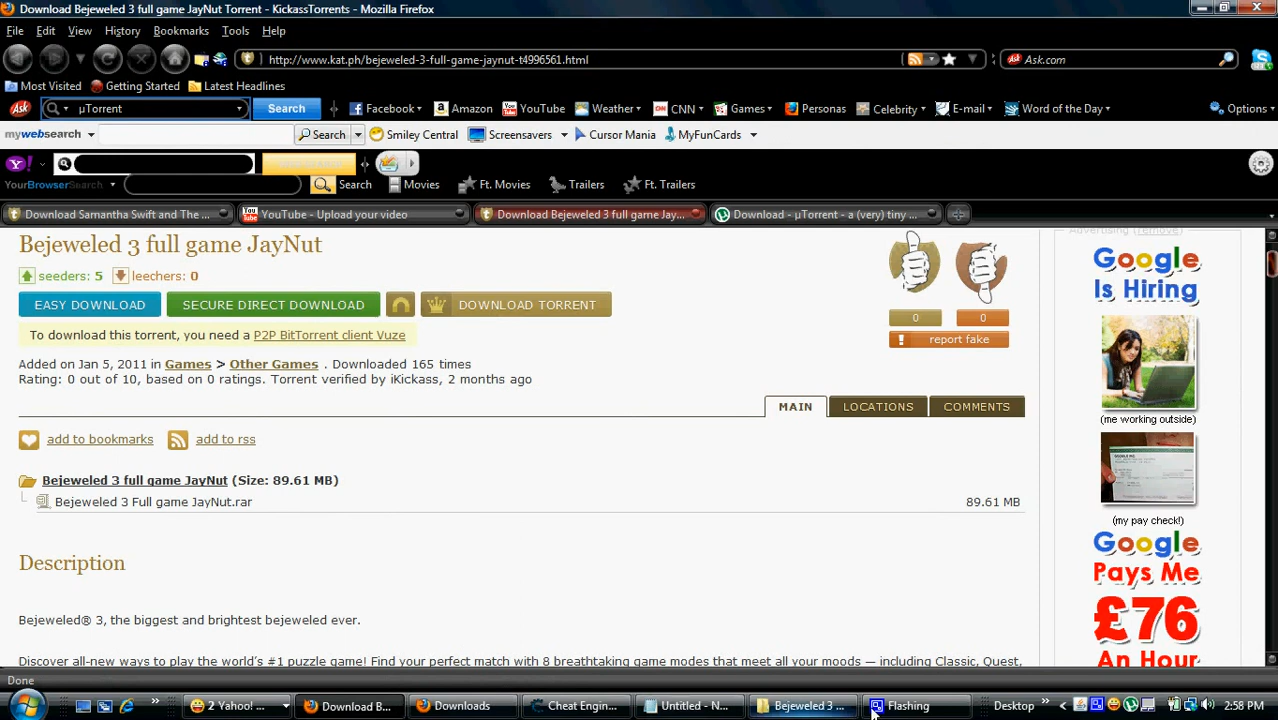 Download Bejeweled 3 full game JayNut Torrent - KickassTorrents - Mozilla Firefox
File Edit View History Bookmarks Tools Help
http://www.kat.ph/bejeweled-3-full-game-jaynut-t4996561.html
Ask.com
Most Visited Getting Started Latest Headlines
Ask µTorrent Search Facebook Amazon YouTube Weather CNN Games Personas Celebrity E-mail Word of the Day Options
mywebsearch Search Smiley Central Screensavers Cursor Mania MyFunCards
Y!
YourBrowserSearch Search Movies Ft. Movies Trailers Ft. Trailers
Download Samantha Swift and The ... YouTube - Upload your video Download Bejeweled 3 full game Jay... Download - µTorrent - a (very) tiny ...
Bejeweled 3 full game JayNut
Advertising (remove)
seeders: 5 leechers: 0
EASY DOWNLOAD SECURE DIRECT DOWNLOAD DOWNLOAD TORRENT
0 0
To download this torrent, you need a P2P BitTorrent client Vuze
! report fake
Added on Jan 5, 2011 in Games > Other Games . Downloaded 165 times
Rating: 0 out of 10, based on 0 ratings. Torrent verified by iKickass, 2 months ago
MAIN LOCATIONS COMMENTS
add to bookmarks add to rss
Bejeweled 3 full game JayNut (Size: 89.61 MB)
Bejeweled 3 Full game JayNut.rar 89.61 MB
Description
Bejeweled® 3, the biggest and brightest bejeweled ever.
Discover all-new ways to play the world's #1 puzzle game! Find your perfect match with 8 breathtaking game modes that meet all your moods — including Classic, Quest,
Google
Is Hiring
(me working outside)
(my pay check!)
Google
Pays Me
£76
An Hour
Done
2 Yahoo! ... Download B... Downloads Cheat Engin... Untitled - N... Bejeweled 3 ... Flashing Desktop 2:58 PM